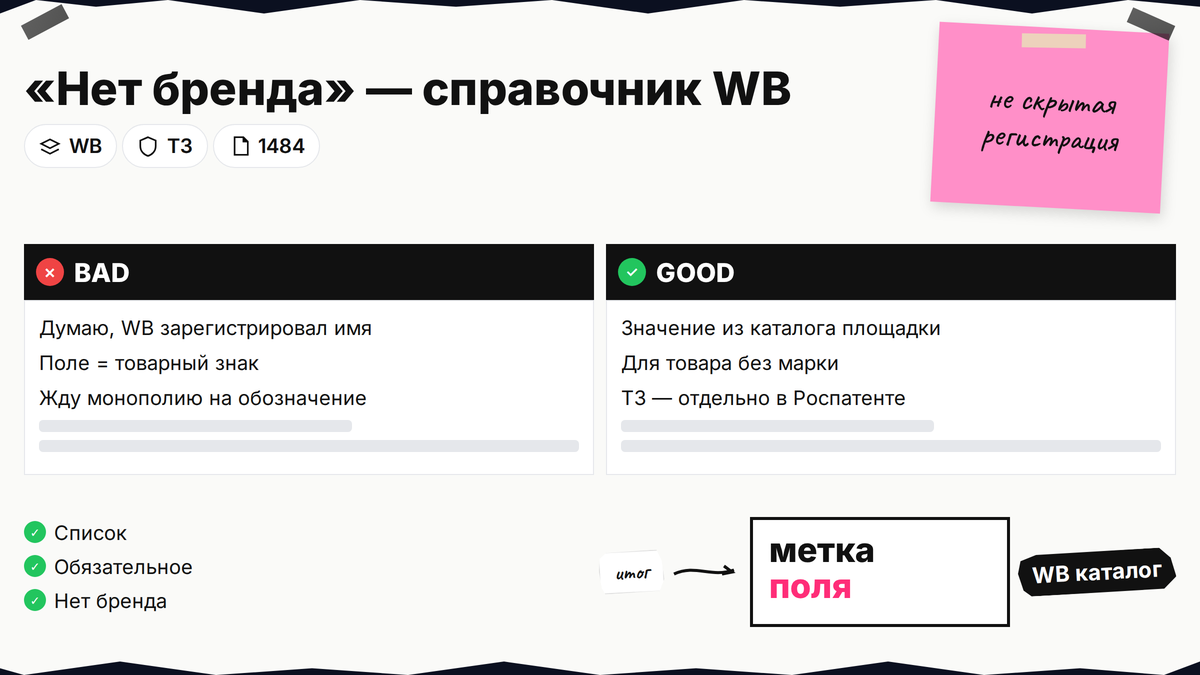 «Нет бренда» — справочник WB
WB
ТЗ
1484
не скрытая
регистрация
BAD
Думаю, WB зарегистрировал имя
Поле = товарный знак
Жду монополию на обозначение
GOOD
Значение из каталога площадки
Для товара без марки
ТЗ — отдельно в Роспатенте
Список
Обязательное
Нет бренда
итог
метка
поля
WB каталог